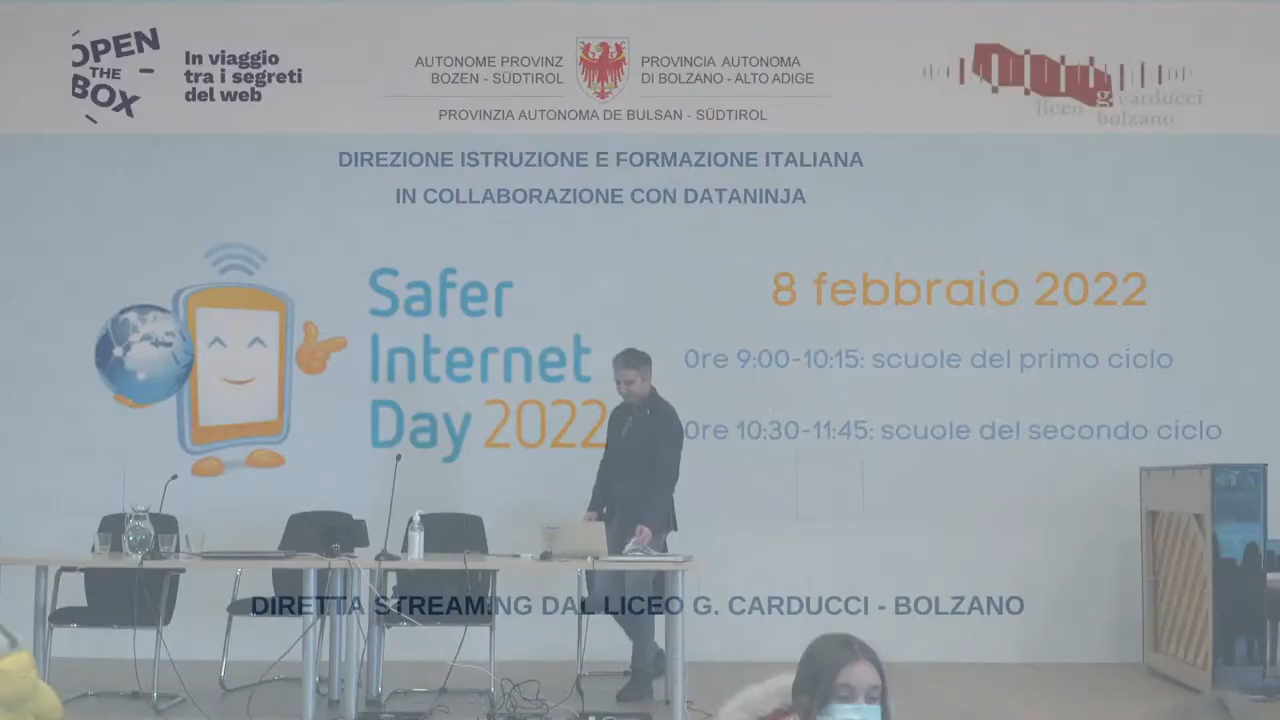 OPEN
THE
BOX
In viaggio
tra i segreti
del web
AUTONOME PROVINZ
BOZEN - SÜDTIROL
PROVINCIA AUTONOMA
DI BOLZANO - ALTO ADIGE
PROVINZIA AUTONOMA DE BULSAN - SÜDTIROL
liceo g. carducci
bolzano
DIREZIONE ISTRUZIONE E FORMAZIONE ITALIANA
IN COLLABORAZIONE CON DATANINJA
Safer
Internet
Day 2022
8 febbraio 2022
Ore 9:00-10:15: scuole del primo ciclo
Ore 10:30-11:45: scuole del secondo ciclo
DIRETTA STREAMING DAL LICEO G. CARDUCCI - BOLZANO